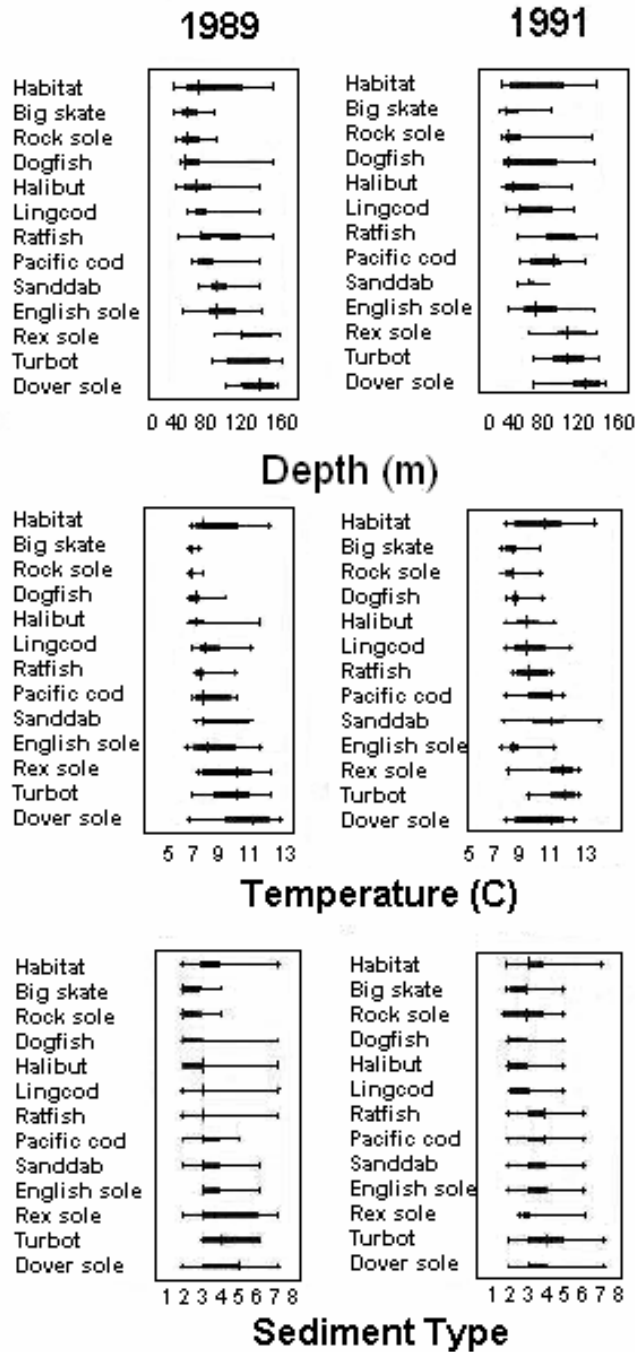 1989
1991
Habitat
Big skate
Rock sole
Dogfish
Halibut
Lingcod
Ratfish
Pacific cod
Sanddab
English sole
Rex sole
Turbot
Dover sole
0 40 80 120 160
Habitat
Big skate
Rock sole
Dogfish
Halibut
Lingcod
Ratfish
Pacific cod
Sanddab
English sole
Rex sole
Turbot
Dover sole
0 40 80 120 160
Depth (m)
Habitat
Big skate
Rock sole
Dogfish
Halibut
Lingcod
Ratfish
Pacific cod
Sanddab
English sole
Rex sole
Turbot
Dover sole
5 7 9 11 13
Habitat
Big skate
Rock sole
Dogfish
Halibut
Lingcod
Ratfish
Pacific cod
Sanddab
English sole
Rex sole
Turbot
Dover sole
5 7 9 11 13
Temperature (C)
Habitat
Big skate
Rock sole
Dogfish
Halibut
Lingcod
Ratfish
Pacific cod
Sanddab
English sole
Rex sole
Turbot
Dover sole
1 2 3 4 5 6 7 8
Habitat
Big skate
Rock sole
Dogfish
Halibut
Lingcod
Ratfish
Pacific cod
Sanddab
English sole
Rex sole
Turbot
Dover sole
1 2 3 4 5 6 7 8
Sediment Type